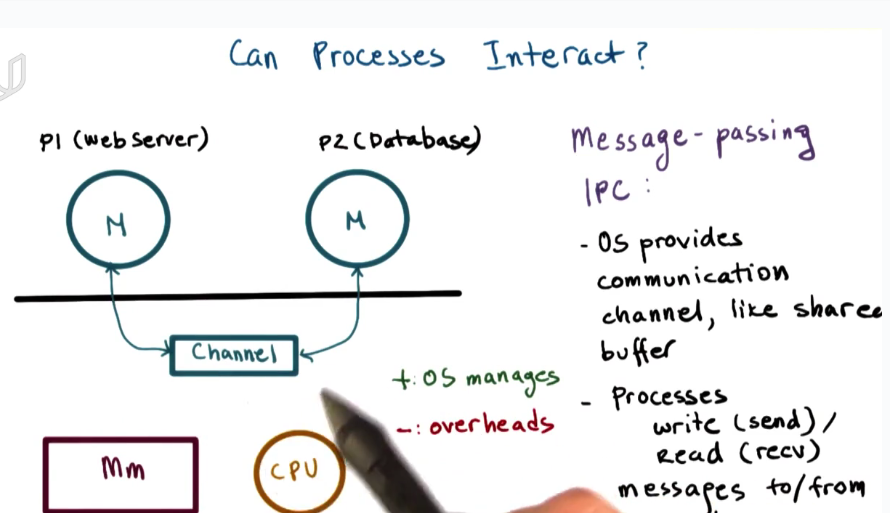 Can Processes Interact?
P1 (web server)
P2 (Database)
M
M
Channel
+: OS manages
-: overheads
Mm
CPU
Message-passing
IPC:
- OS provides
communication
channel, like share
buffer
- Processes
write (send) /
Read (recv)
messages to/from